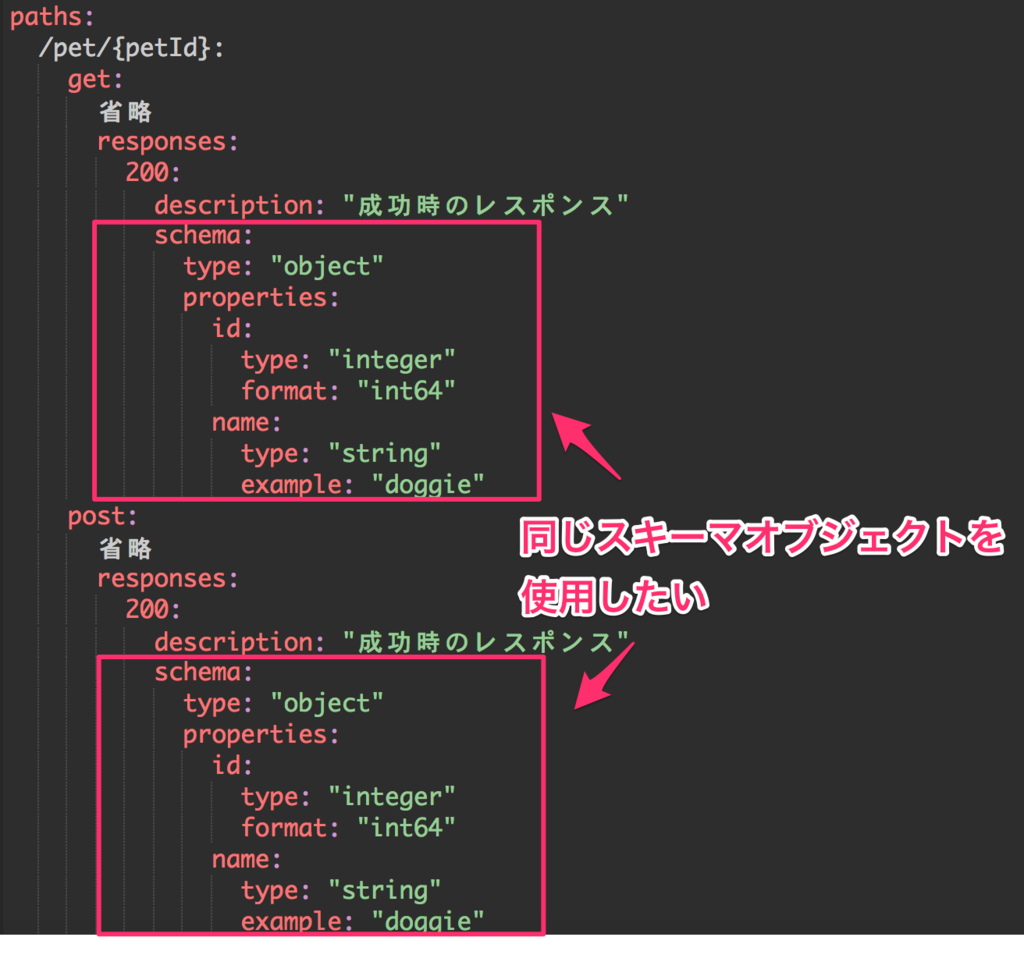 paths:
/pet/{petId}:
get:
省略
responses:
200:
description: "成功時のレスポンス"
schema:
type: "object"
properties:
id:
type: "integer"
format: "int64"
name:
type: "string"
example: "doggie"
post:
省略
responses:
200:
description: "成功時のレスポンス"
schema:
type: "object"
properties:
id:
type: "integer"
format: "int64"
name:
type: "string"
example: "doggie"
同じスキーマオブジェクトを
使用したい